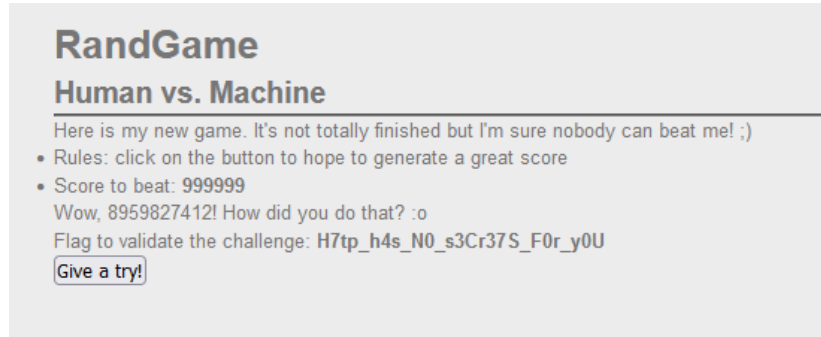 RandGame
Human vs. Machine
Here is my new game. It's not totally finished but I'm sure nobody can beat me! ;)
• Rules: click on the button to hope to generate a great score
• Score to beat: 999999
Wow, 8959827412! How did you do that? :o
Flag to validate the challenge: H7tp_h4s_N0_s3Cr37S_F0r_y0U
Give a try!